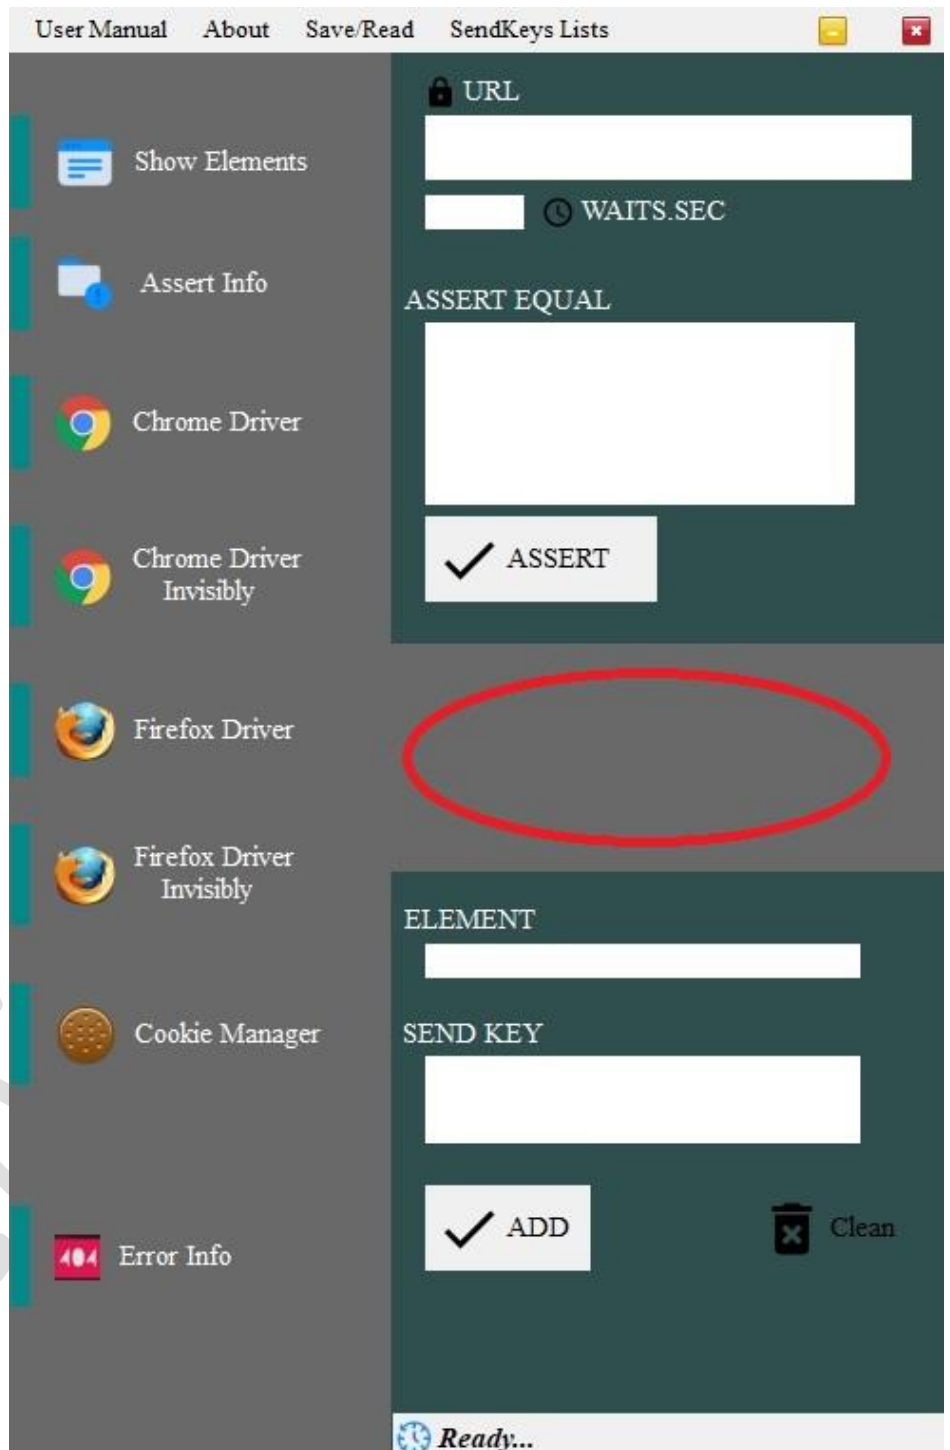 User Manual About Save/Read SendKeys Lists
URL
WAITS.SEC
ASSERT EQUAL
ASSERT
Show Elements
Assert Info
Chrome Driver
Chrome Driver
Invisibly
Firefox Driver
Firefox Driver
Invisibly
Cookie Manager
404 Error Info
ELEMENT
SEND KEY
ADD
Clean
Ready...